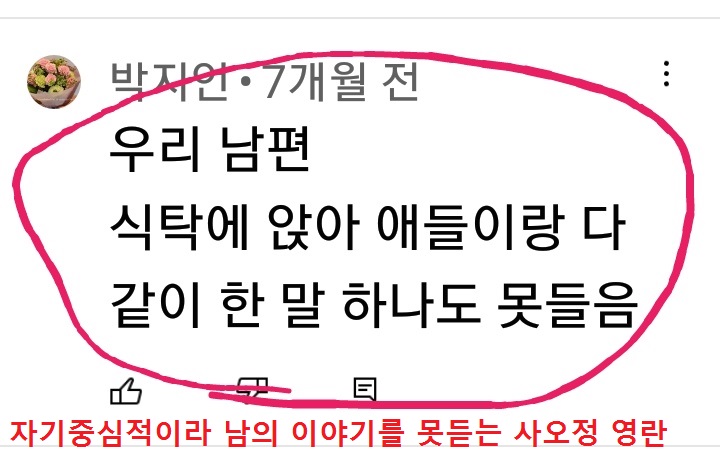 박지언•7개월 전
우리 남편
식탁에 앉아 애들이랑 다
같이 한 말 하나도 못들음
자기중심적이라 남의 이야기를 못듣는 사오정 영란